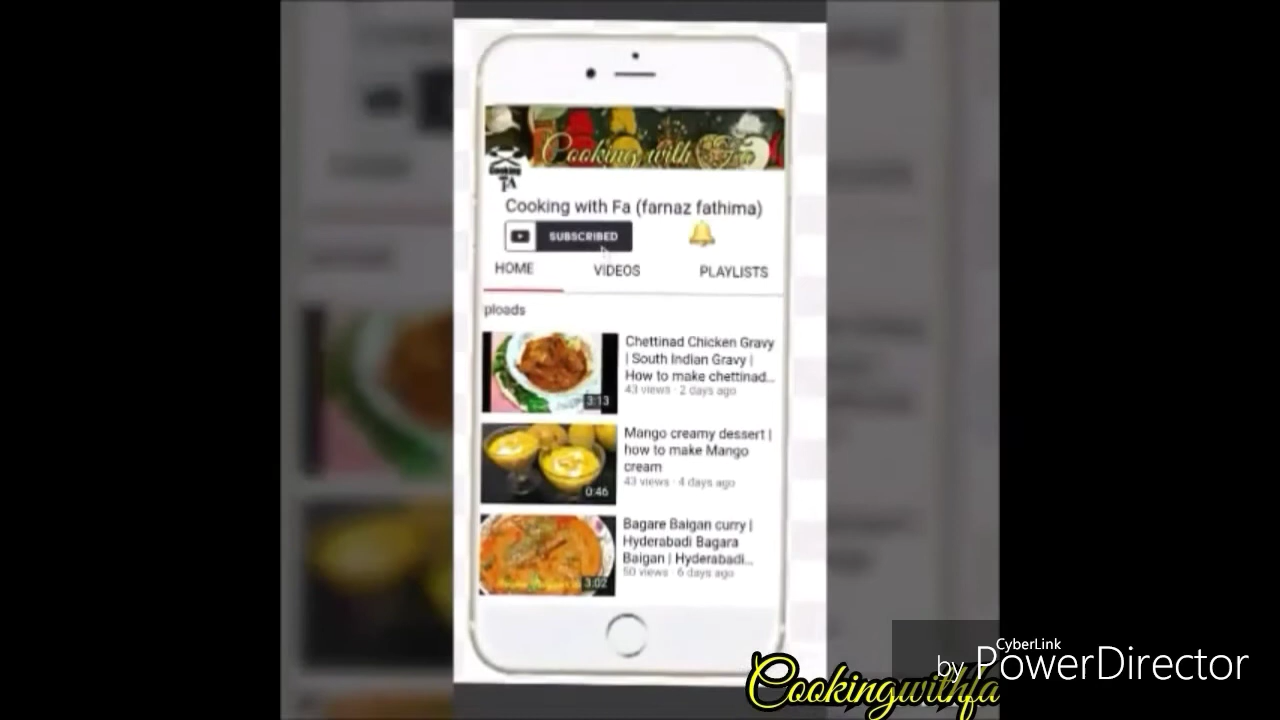 Cooking with Fa
Cooking
FA
Cooking with Fa (farnaz fathima)
SUBSCRIBED
HOME
VIDEOS
PLAYLISTS
ploads
Chettinad Chicken Gravy
| South Indian Gravy |
How to make chettinad...
43 views · 2 days ago
3:13
Mango creamy dessert |
how to make Mango
cream
43 views · 4 days ago
0:46
Bagare Baigan curry |
Hyderabadi Bagara
Baigan | Hyderabadi...
50 views · 6 days ago
3:02
CyberLink
by PowerDirector
Cookingwithfa